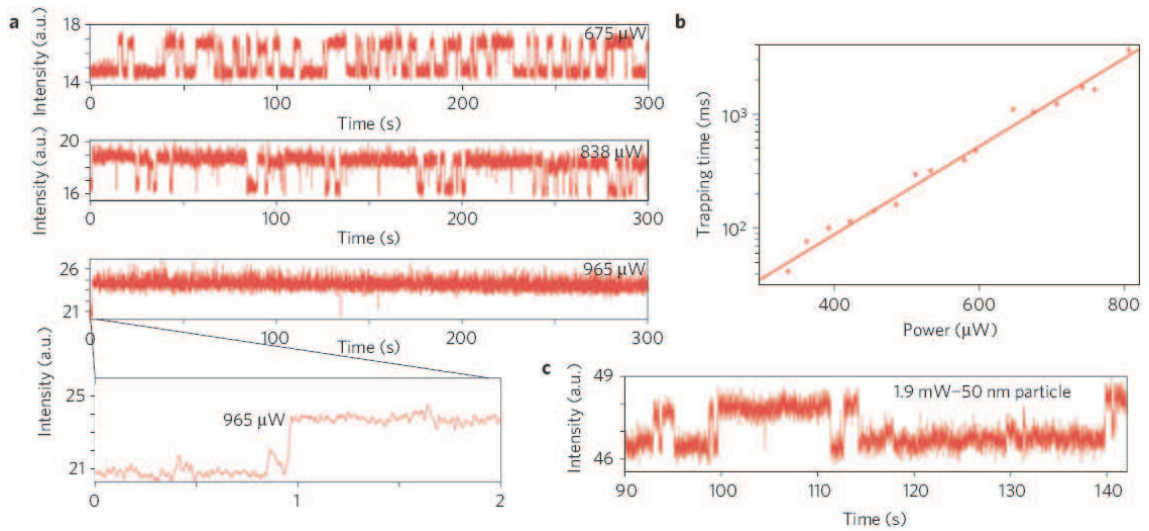 a
Intensity (a.u.)
18
14
675 μW
0 100 200 300
Time (s)
Intensity (a.u.)
20
16
838 μW
0 100 200 300
Time (s)
Intensity (a.u.)
26
21
965 μW
0 100 200 300
Time (s)
Intensity (a.u.)
25
21
965 μW
0 1 2
b
Trapping time (ms)
10³
10²
400 600 800
Power (μW)
c
Intensity (a.u.)
49
46
1.9 mW–50 nm particle
90 100 110 120 130 140
Time (s)